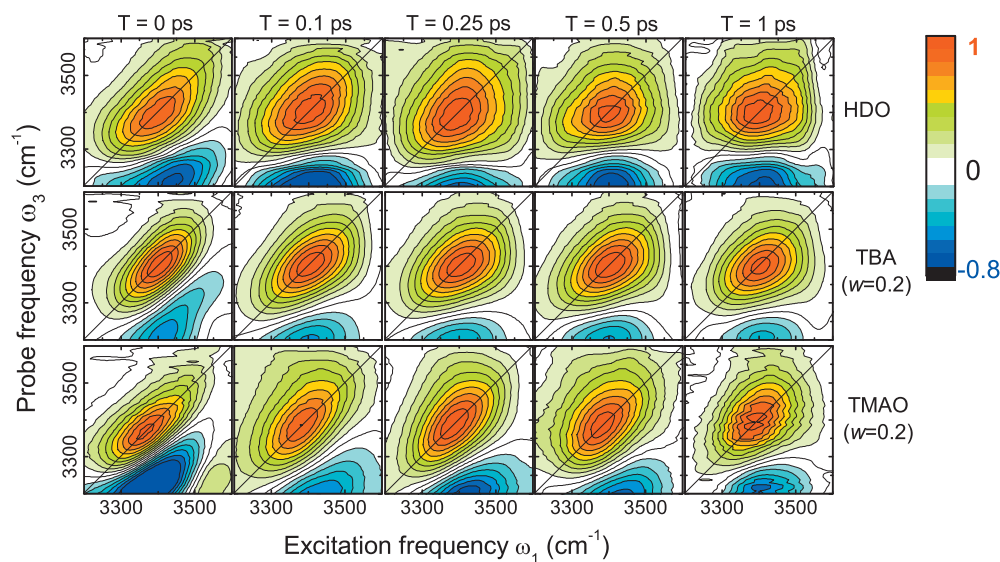 T = 0 ps T = 0.1 ps T = 0.25 ps T = 0.5 ps T = 1 ps
3500
3300
HDO
3500
3300
TBA
(w=0.2)
3500
3300
TMAO
(w=0.2)
3300 3500 3300 3500 3300 3500 3300 3500 3300 3500
Probe frequency ω3 (cm-1)
Excitation frequency ω1 (cm-1)
1
0
-0.8